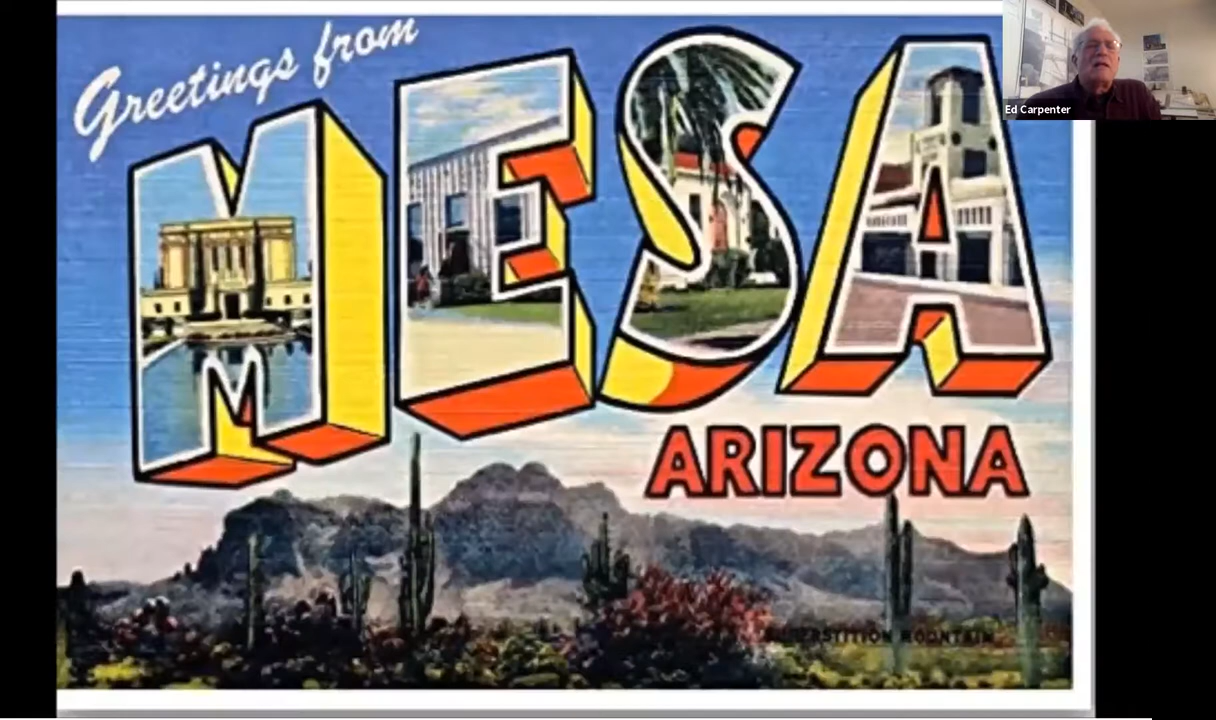 Greetings from
MESA
ARIZONA
SUPERSTITION MOUNTAIN
Ed Carpenter